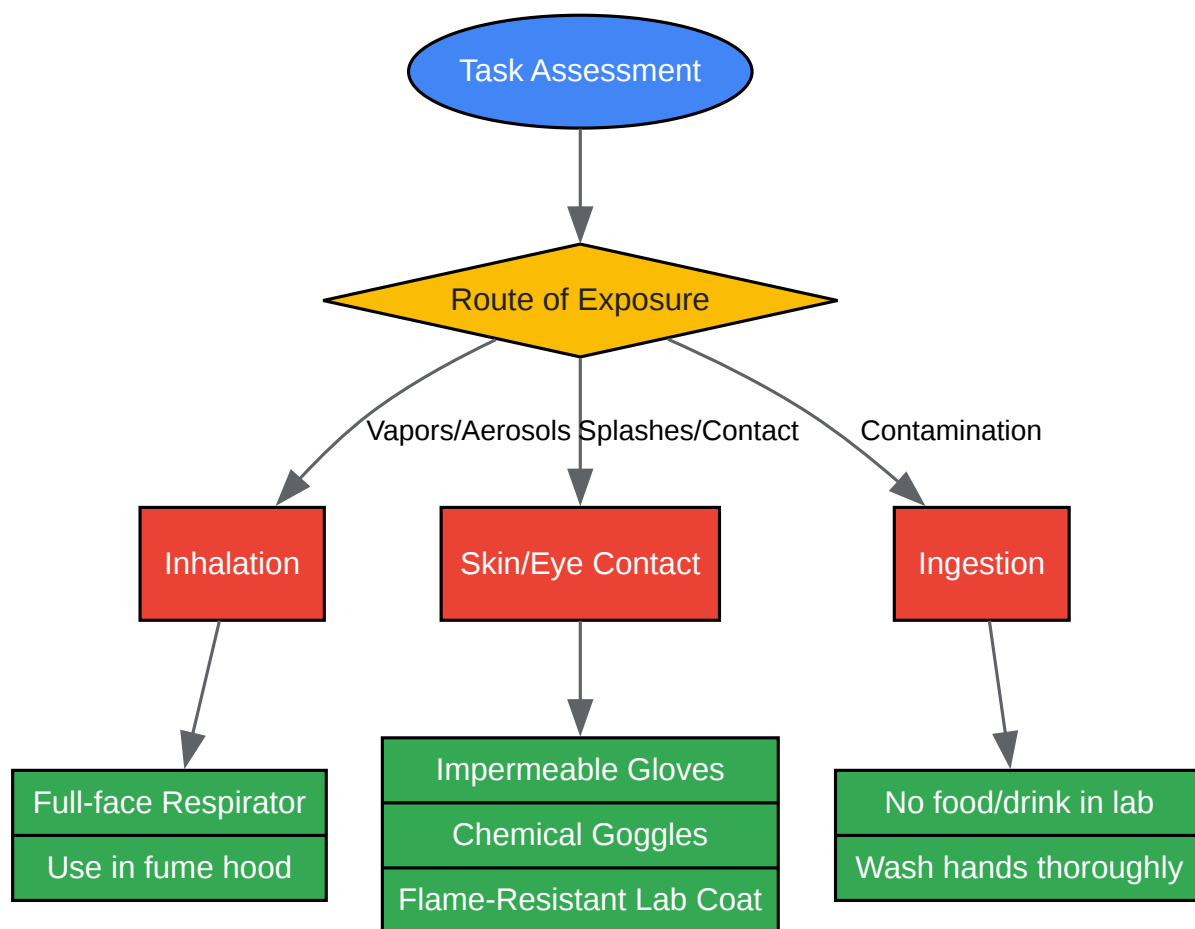 Task Assessment
Route of Exposure
Vapors/Aerosols
Splashes/Contact
Contamination
Inhalation
Skin/Eye Contact
Ingestion
Full-face Respirator
Use in fume hood
Impermeable Gloves
Chemical Goggles
Flame-Resistant Lab Coat
No food/drink in lab
Wash hands thoroughly